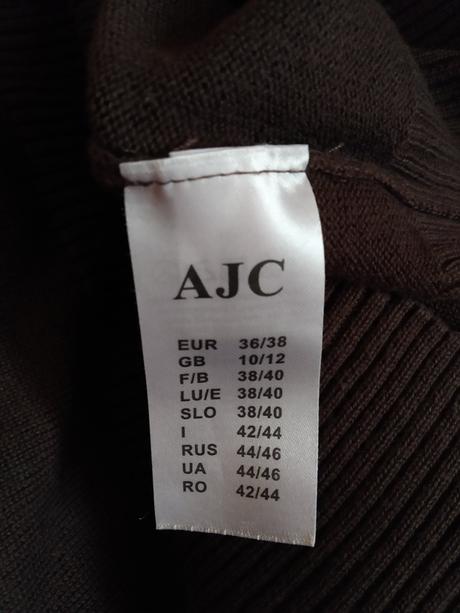 AJC
EUR 36/38
GB 10/12
F/B 38/40
LU/E 38/40
SLO 38/40
I 42/44
RUS 44/46
UA 44/46
RO 42/44